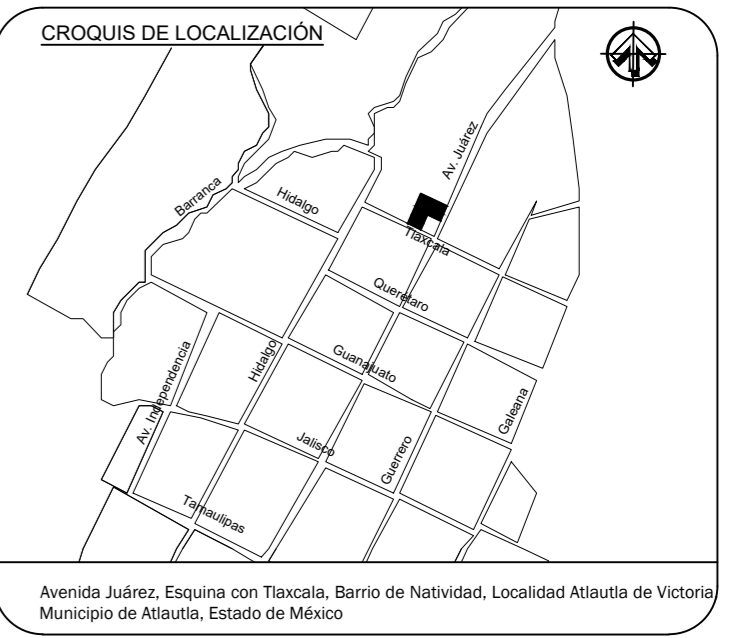 CROQUIS DE LOCALIZACIÓN
Av. Juárez
Barranca
Hidalgo
Tlaxcala
Querétaro
Guanajuato
Hidalgo
Av. Independencia
Galeana
Jalisco
Guerrero
Tamaulipas
Avenida Juárez, Esquina con Tlaxcala, Barrio de Natividad, Localidad Atlautla de Victoria
Municipio de Atlautla, Estado de México